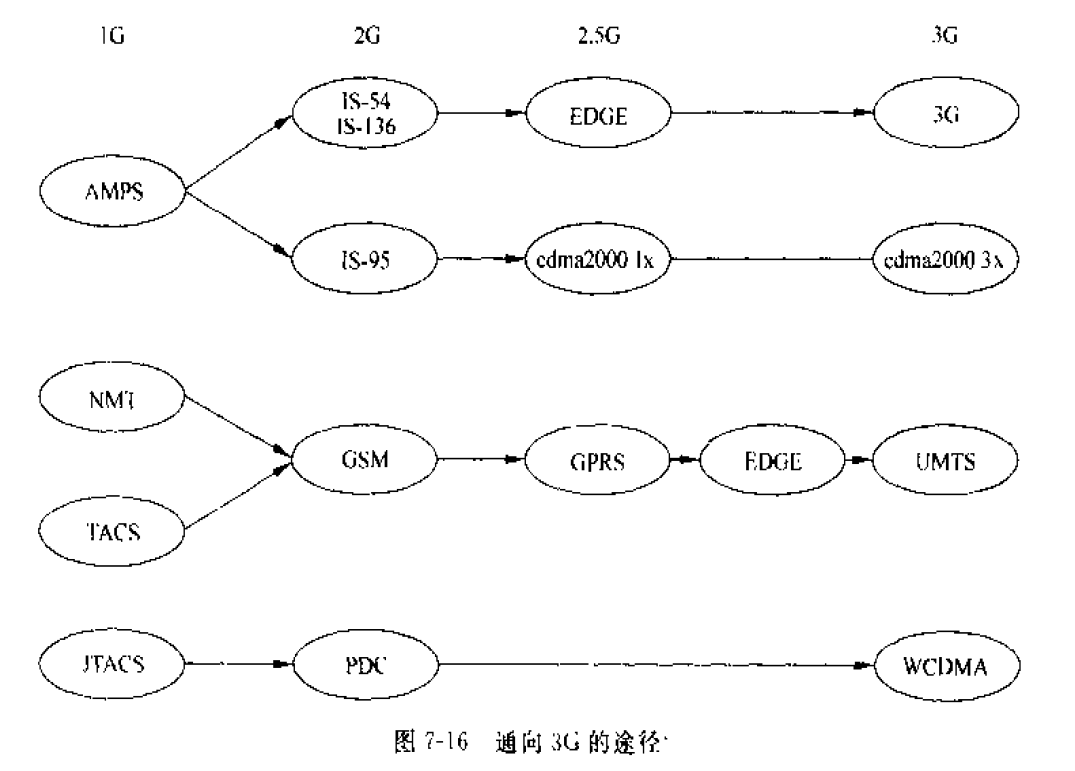 1G 2G 2.5G 3G
IS-54
IS-136
EDGE
3G
AMPS
IS-95
cdma2000 1x
cdma2000 3x
NMT
GSM
GPRS
EDGE
UMTS
TACS
JTACS
PDC
WCDMA
图 7-16 通向 3G 的途径